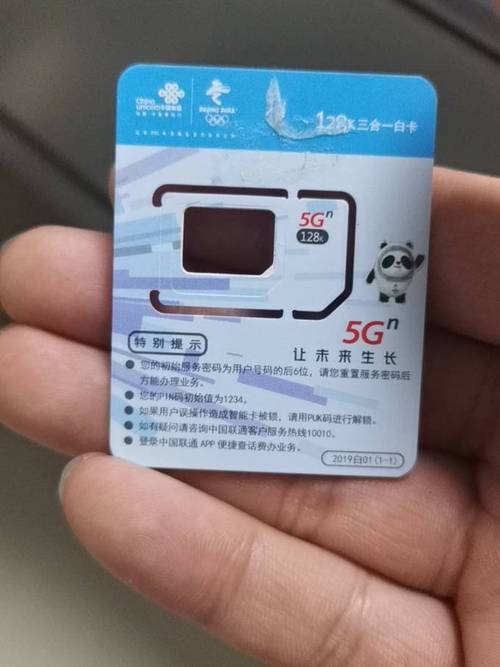 China
unicom中国联通
BEIJING 2022
128K三合一白卡
5Gⁿ
128K
5Gⁿ
让未来生长
特别提示
● 您的初始服务密码为用户号码的后6位，请您重置服务密码后
方能办理业务。
● 您的PIN码初始值为1234。
● 如果用户误操作造成智能卡被锁，请用PUK码进行解锁。
● 如有疑问请咨询中国联通客户服务热线10010。
● 登录中国联通 APP 便捷查话费办业务。
2019白01(1-1)